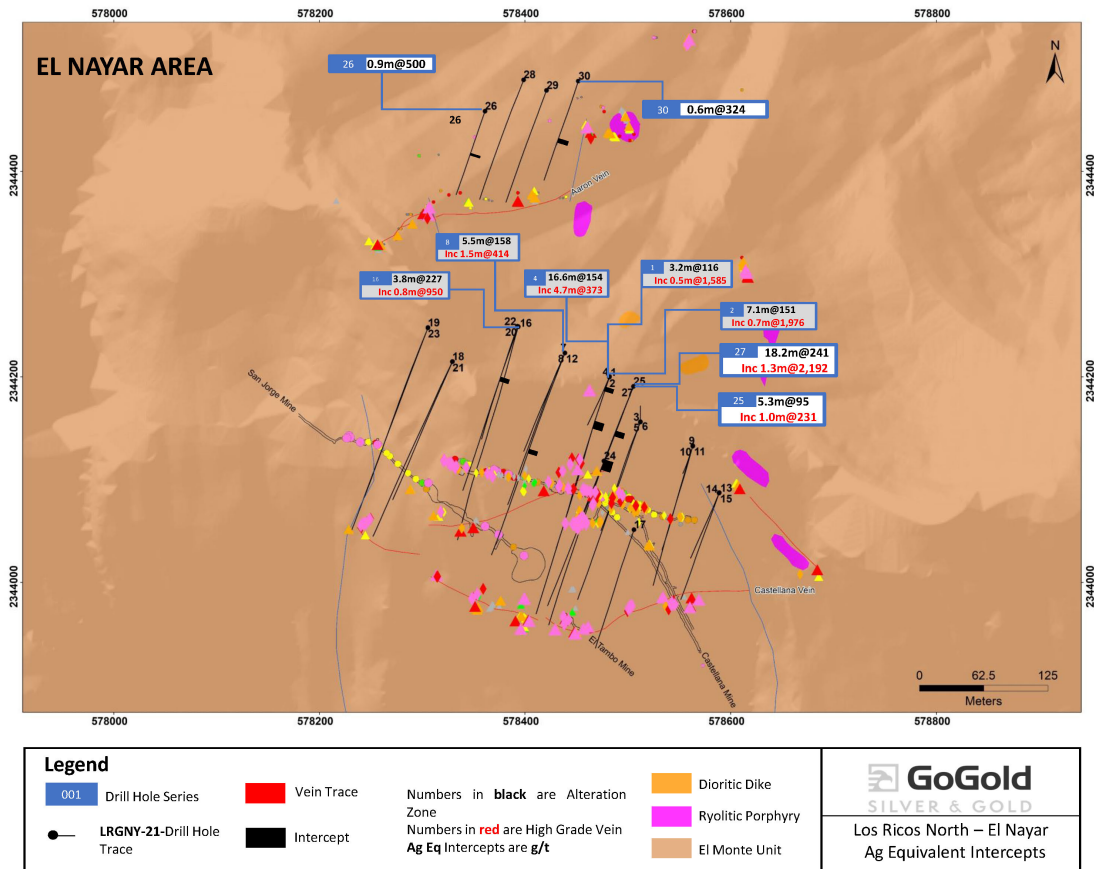 578000 578200 578400 578600 578800
EL NAYAR AREA
N
26 0.9m@500
28
29
30
26
26
30 0.6m@324
2344400
2344400
Aaron Vein
8 5.5m@158
Inc 1.5m@414
3.8m@227
Inc 0.8m@950
4 16.6m@154
Inc 4.7m@373
1 3.2m@116
Inc 0.5m@1,585
2 7.1m@151
Inc 0.7m@1,976
27 18.2m@241
Inc 1.3m@2,192
25 5.3m@95
Inc 1.0m@231
19
23
22 16
20
18
21
7
8 12
4 1
2
25
27
2344200
2344200
San Jorge Mine
3
5 6
9
10 11
24
14 13
15
17
2344000
2344000
Castellana Vein
El Tambo Mine
Castellana Mine
0 62.5 125
Meters
578000 578200 578400 578600 578800
Legend
001 Drill Hole Series
LRGNY-21-Drill Hole
Trace
Vein Trace
Intercept
Numbers in black are Alteration
Zone
Numbers in red are High Grade Vein
Ag Eq Intercepts are g/t
Dioritic Dike
Ryolitic Porphyry
El Monte Unit
GoGold
SILVER & GOLD
Los Ricos North – El Nayar
Ag Equivalent Intercepts